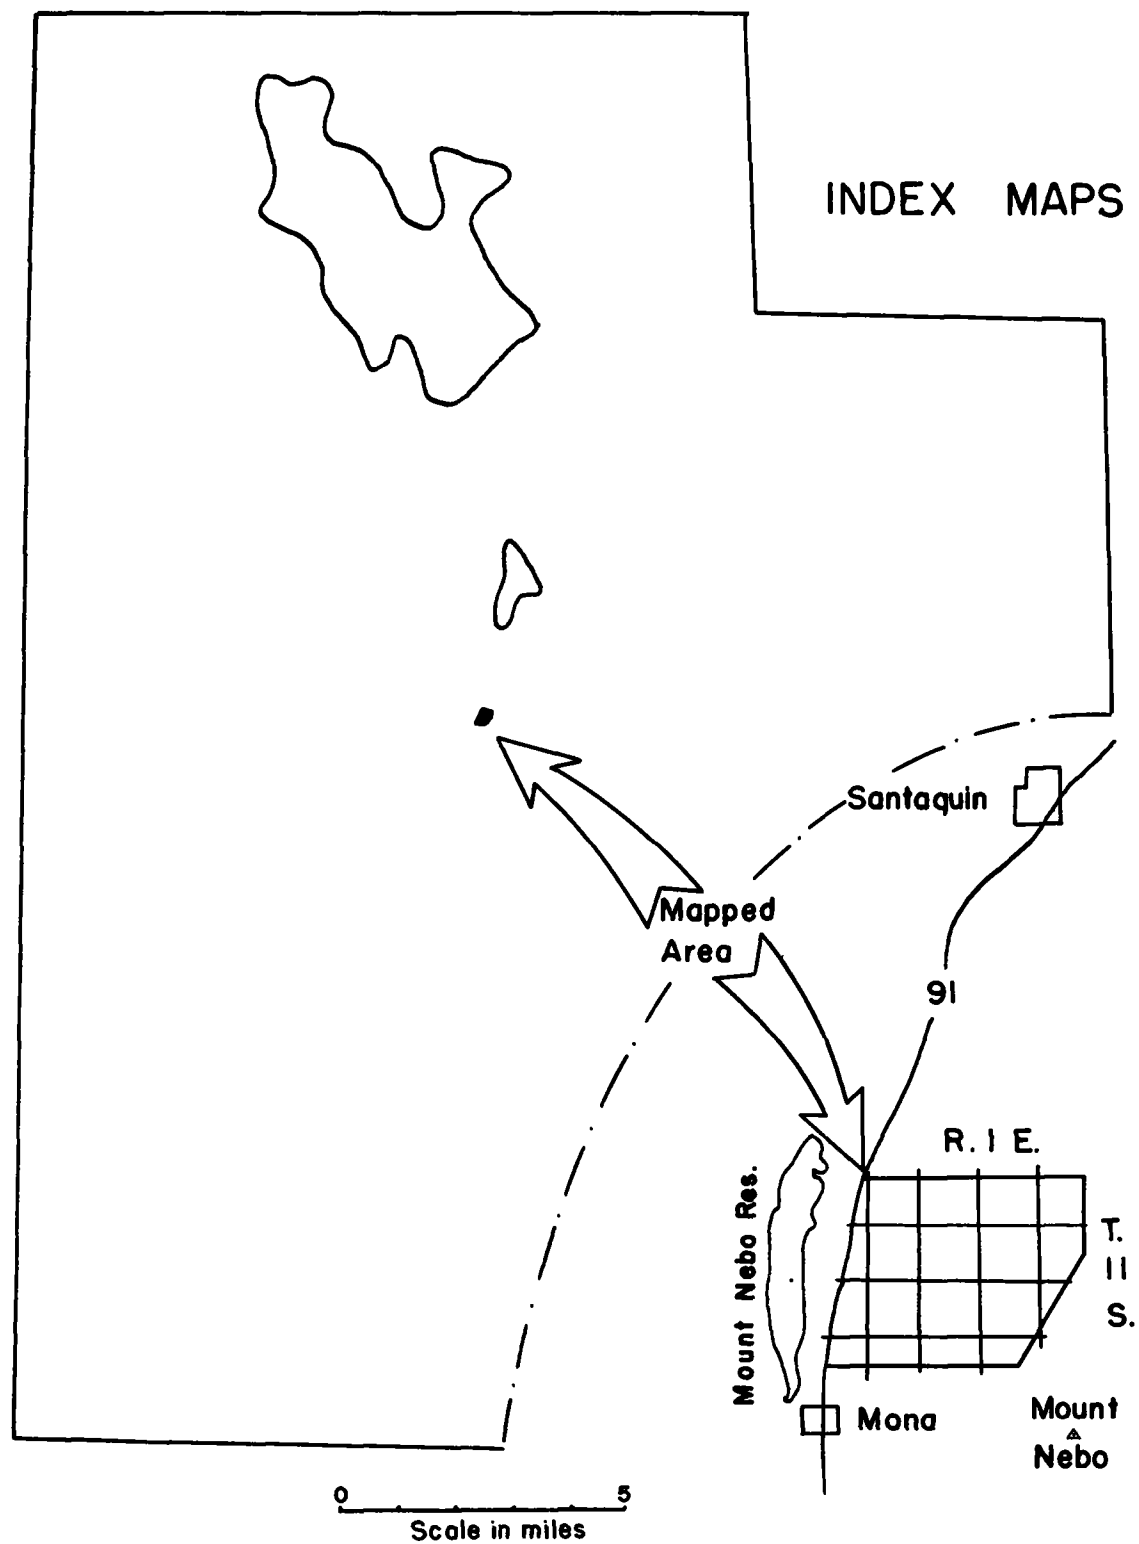 INDEX MAPS
Santaquin
Mapped
Area
91
R. 1 E.
T.
11
S.
Mount Nebo Res.
Mona
Mount
Nebo
0 5
Scale in miles